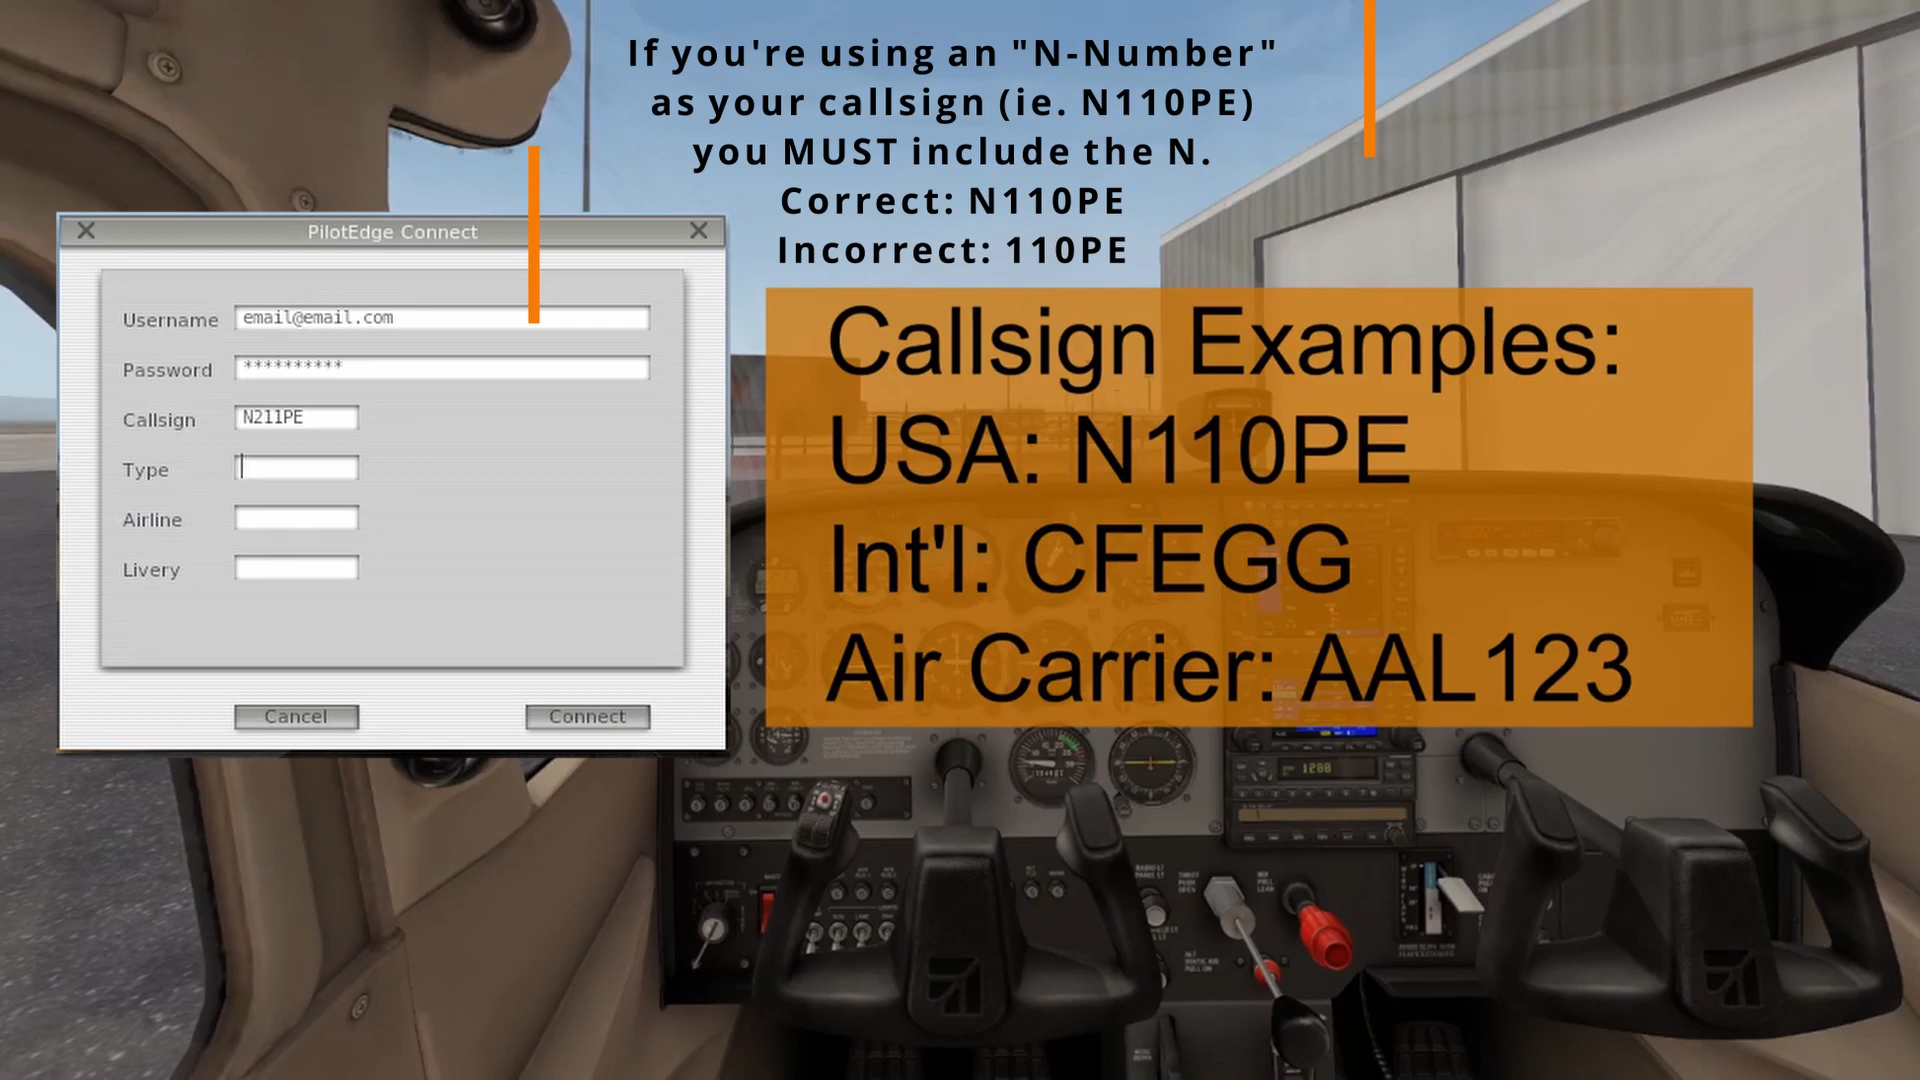 If you're using an "N-Number"
as your callsign (ie. N110PE)
you MUST include the N.
Correct: N110PE
Incorrect: 110PE
PilotEdge Connect
Username email@email.com
Password **********
Callsign N211PE
Type
Airline
Livery
Cancel Connect
Callsign Examples:
USA: N110PE
Int'l: CFEGG
Air Carrier: AAL123
1200